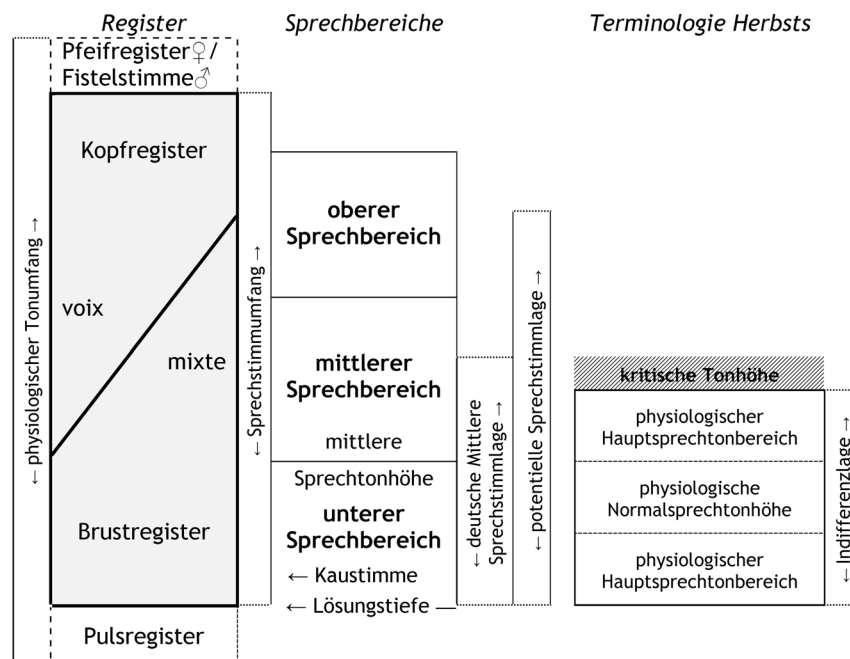 Register
Sprechbereiche
Terminologie Herbsts
Pfeifregister♀/
Fistelstimme♂
Kopfregister
voix
mixte
Brustregister
Pulsregister
← physiologischer Tonumfang →
← Sprechstimmumfang →
oberer
Sprechbereich
mittlerer
Sprechbereich
mittlere
Sprechtonhöhe
unterer
Sprechbereich
← Kaustimme
← Lösungstiefe —
← deutsche Mittlere
Sprechstimmlage →
← potentielle Sprechstimmlage →
kritische Tonhöhe
physiologischer
Hauptsprechtonbereich
physiologische
Normalsprechtonhöhe
physiologischer
Hauptsprechtonbereich
← Indifferenzlage →